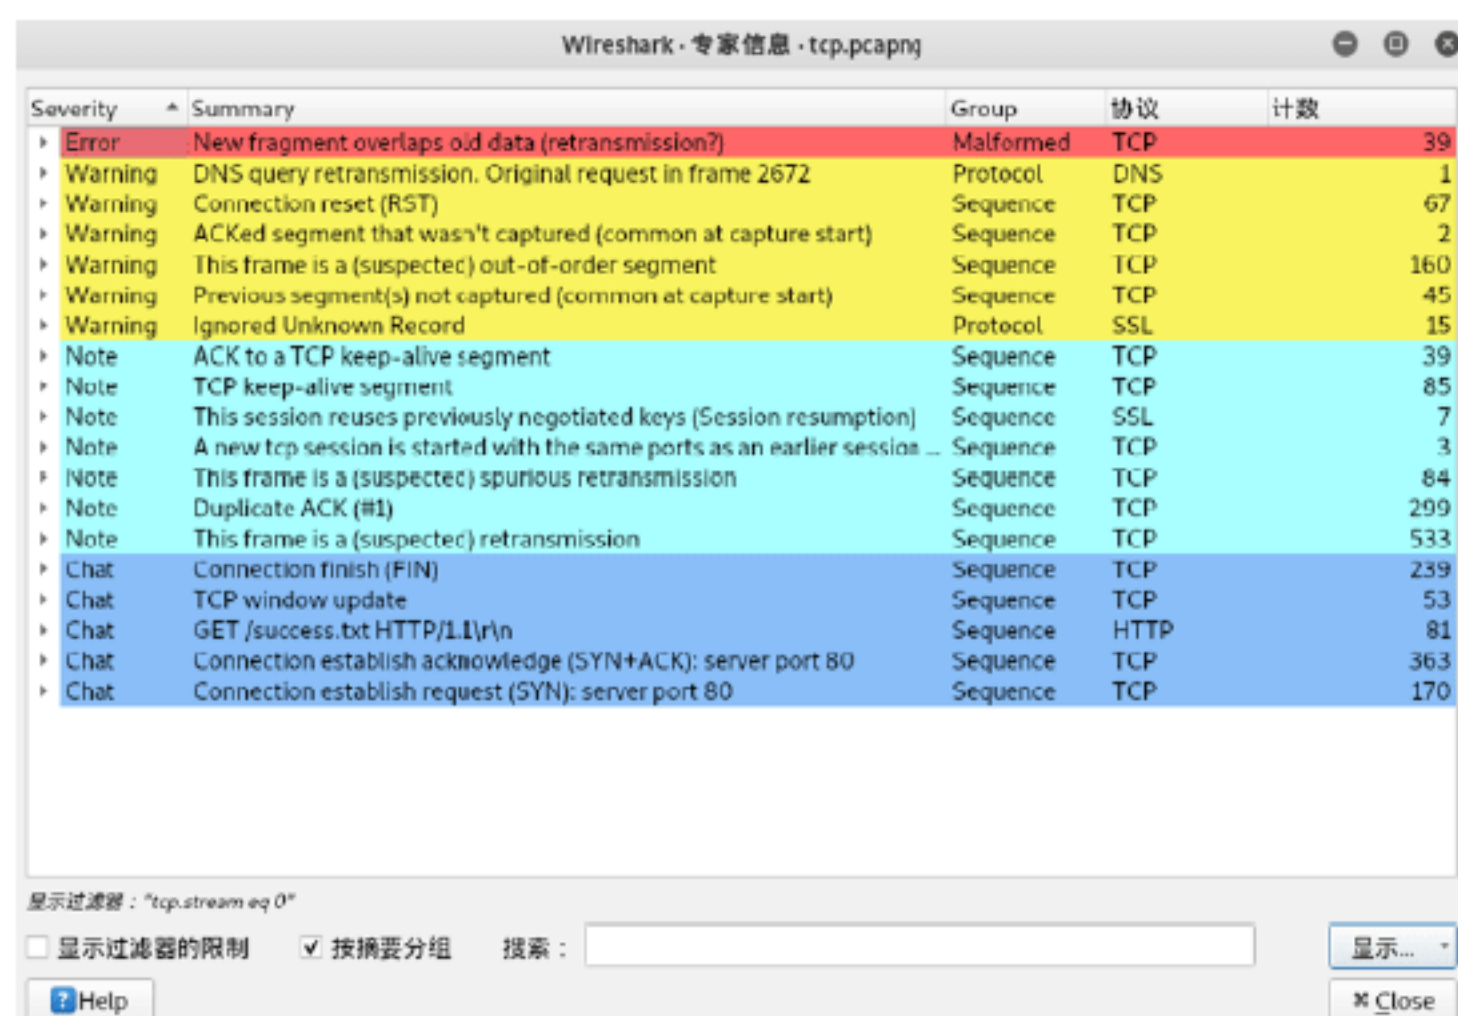 Wireshark · 专家信息 · tcp.pcapng
Severity Summary Group 协议 计数
Error New fragment overlaps old data (retransmission?) Malformed TCP 39
Warning DNS query retransmission. Original request in frame 2672 Protocol DNS 1
Warning Connection reset (RST) Sequence TCP 67
Warning ACKed segment that wasn't captured (common at capture start) Sequence TCP 2
Warning This frame is a (suspected) out-of-order segment Sequence TCP 160
Warning Previous segment(s) not captured (common at capture start) Sequence TCP 45
Warning Ignored Unknown Record Protocol SSL 15
Note ACK to a TCP keep-alive segment Sequence TCP 39
Note TCP keep-alive segment Sequence TCP 85
Note This session reuses previously negotiated keys (Session resumption) Sequence SSL 7
Note A new tcp session is started with the same ports as an earlier session ... Sequence TCP 3
Note This frame is a (suspected) spurious retransmission Sequence TCP 84
Note Duplicate ACK (#1) Sequence TCP 299
Note This frame is a (suspected) retransmission Sequence TCP 533
Chat Connection finish (FIN) Sequence TCP 239
Chat TCP window update Sequence TCP 53
Chat GET /success.txt HTTP/1.1\r\n Sequence HTTP 81
Chat Connection establish acknowledge (SYN+ACK): server port 80 Sequence TCP 363
Chat Connection establish request (SYN): server port 80 Sequence TCP 170
显示过滤器："tcp.stream eq 0"
显示过滤器的限制 按摘要分组 搜索： 显示...
Help Close